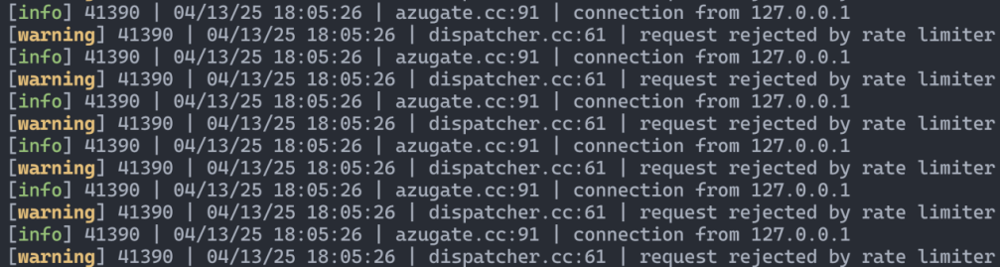 [info] 41390 | 04/13/25 18:05:26 | azugate.cc:91 | connection from 127.0.0.1
[warning] 41390 | 04/13/25 18:05:26 | dispatcher.cc:61 | request rejected by rate limiter
[info] 41390 | 04/13/25 18:05:26 | azugate.cc:91 | connection from 127.0.0.1
[warning] 41390 | 04/13/25 18:05:26 | dispatcher.cc:61 | request rejected by rate limiter
[info] 41390 | 04/13/25 18:05:26 | azugate.cc:91 | connection from 127.0.0.1
[warning] 41390 | 04/13/25 18:05:26 | dispatcher.cc:61 | request rejected by rate limiter
[info] 41390 | 04/13/25 18:05:26 | azugate.cc:91 | connection from 127.0.0.1
[warning] 41390 | 04/13/25 18:05:26 | dispatcher.cc:61 | request rejected by rate limiter
[info] 41390 | 04/13/25 18:05:26 | azugate.cc:91 | connection from 127.0.0.1
[warning] 41390 | 04/13/25 18:05:26 | dispatcher.cc:61 | request rejected by rate limiter
[info] 41390 | 04/13/25 18:05:26 | azugate.cc:91 | connection from 127.0.0.1
[warning] 41390 | 04/13/25 18:05:26 | dispatcher.cc:61 | request rejected by rate limiter